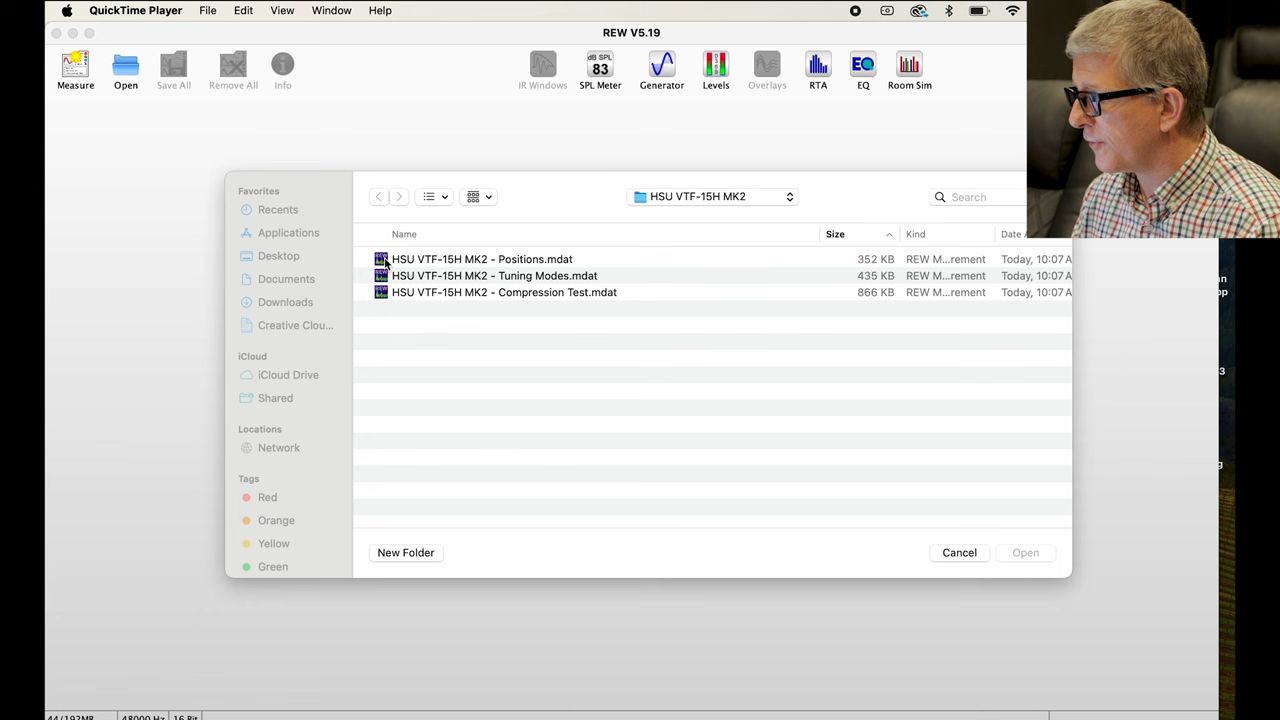 QuickTime Player File Edit View Window Help
REW V5.19
dB SPL
83
EQ
Measure Open Save All Remove All Info IR Windows SPL Meter Generator Levels Overlays RTA EQ Room Sim
Favorites
Recents
Applications
Desktop
Documents
Downloads
Creative Clou...
iCloud
iCloud Drive
Shared
Locations
Network
Tags
Red
Orange
Yellow
Green
HSU VTF-15H MK2
Search
Name Size Kind Date
HSU VTF-15H MK2 - Positions.mdat 352 KB REW M...rement Today, 10:07 A
HSU VTF-15H MK2 - Tuning Modes.mdat 435 KB REW M...rement Today, 10:07 A
HSU VTF-15H MK2 - Compression Test.mdat 866 KB REW M...rement Today, 10:07 A
New Folder Cancel Open
3
44/192MB 48000 Hz 16 Bit